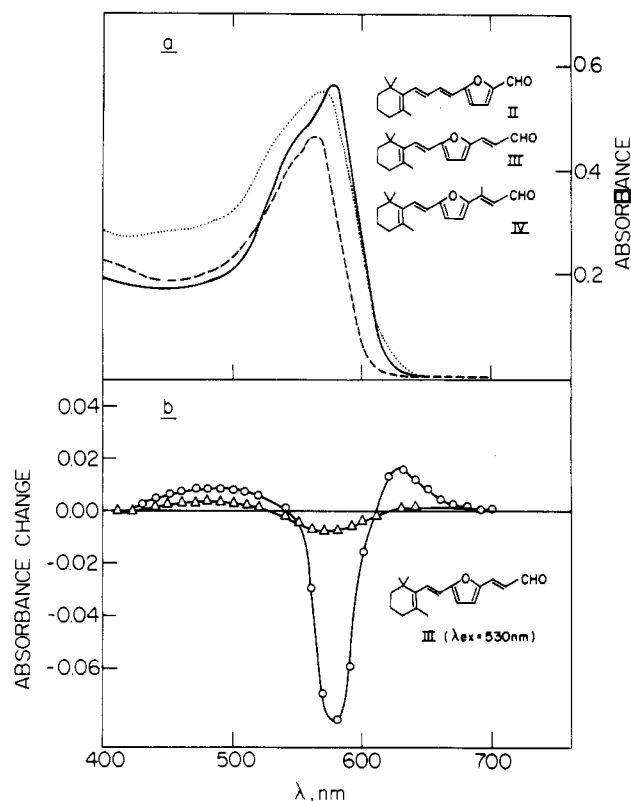 a
CHO
O
II
CHO
O
III
CHO
O
IV
0.6
0.4
0.2
ABSORBANCE
b
0.04
0.02
0.00
-0.02
-0.04
-0.06
ABSORBANCE CHANGE
CHO
O
III (λex=530nm)
400 500 600 700
λ, nm